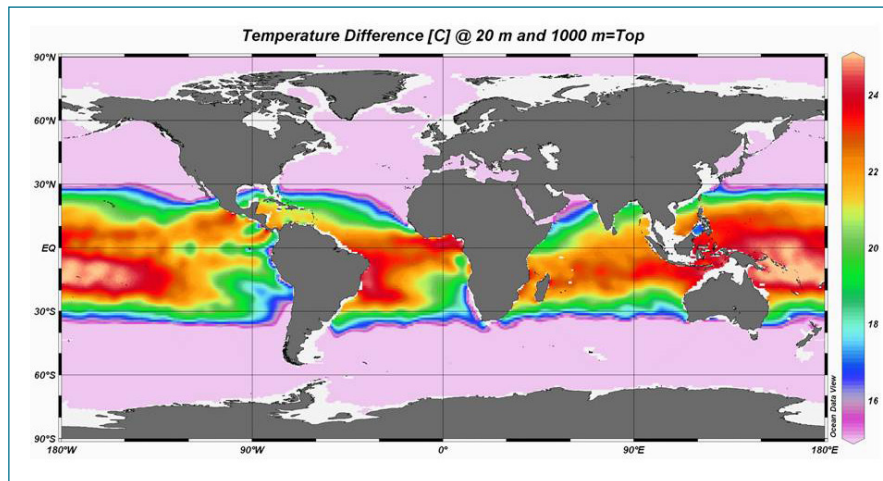 Temperature Difference [C] @ 20 m and 1000 m=Top
90°N
60°N
30°N
EQ
30°S
60°S
90°S
180°W
90°W
0°
90°E
180°E
24
22
20
18
16
Ocean Data View